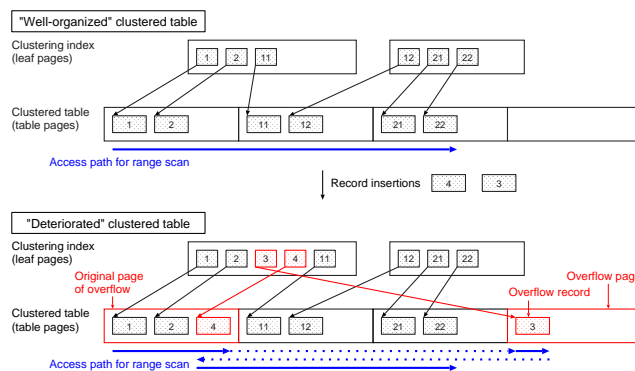 "Well-organized" clustered table
Clustering index
(leaf pages)
1 2 11 12 21 22
Clustered table
(table pages)
1 2 11 12 21 22
Access path for range scan
Record insertions 4 3
"Deteriorated" clustered table
Clustering index
(leaf pages)
1 2 3 4 11 12 21 22
Original page
of overflow
Overflow page
Overflow record
Clustered table
(table pages)
1 2 4 11 12 21 22 3
Access path for range scan